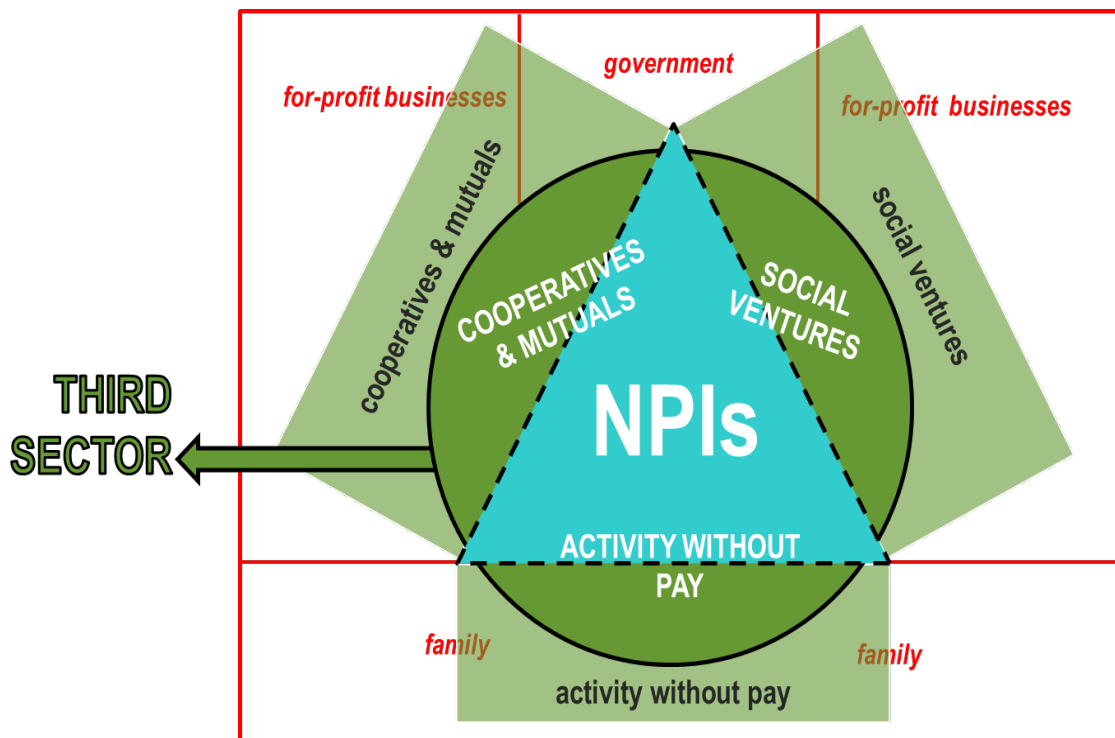 government
for-profit businesses
for-profit businesses
cooperatives & mutuals
social ventures
COOPERATIVES
& MUTUALS
SOCIAL
VENTURES
THIRD
SECTOR
NPIs
ACTIVITY WITHOUT
PAY
family
family
activity without pay